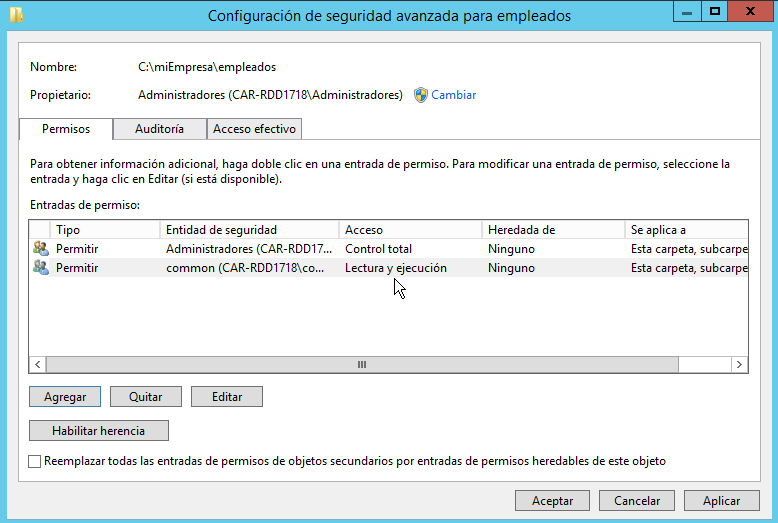 Configuración de seguridad avanzada para empleados
Nombre: C:\miEmpresa\empleados
Propietario: Administradores (CAR-RDD1718\Administradores) Cambiar
Permisos Auditoría Acceso efectivo
Para obtener información adicional, haga doble clic en una entrada de permiso. Para modificar una entrada de permiso, seleccione la
entrada y haga clic en Editar (si está disponible).
Entradas de permiso:
Tipo Entidad de seguridad Acceso Heredada de Se aplica a
Permitir Administradores (CAR-RDD17... Control total Ninguno Esta carpeta, subcarpe
Permitir common (CAR-RDD1718\co... Lectura y ejecución Ninguno Esta carpeta, subcarpe
Agregar Quitar Editar
Habilitar herencia
Reemplazar todas las entradas de permisos de objetos secundarios por entradas de permisos heredables de este objeto
Aceptar Cancelar Aplicar